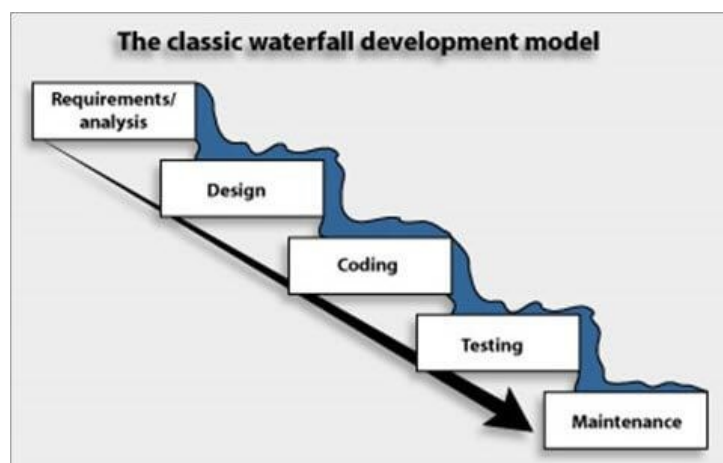 The classic waterfall development model
Requirements/
analysis
Design
Coding
Testing
Maintenance